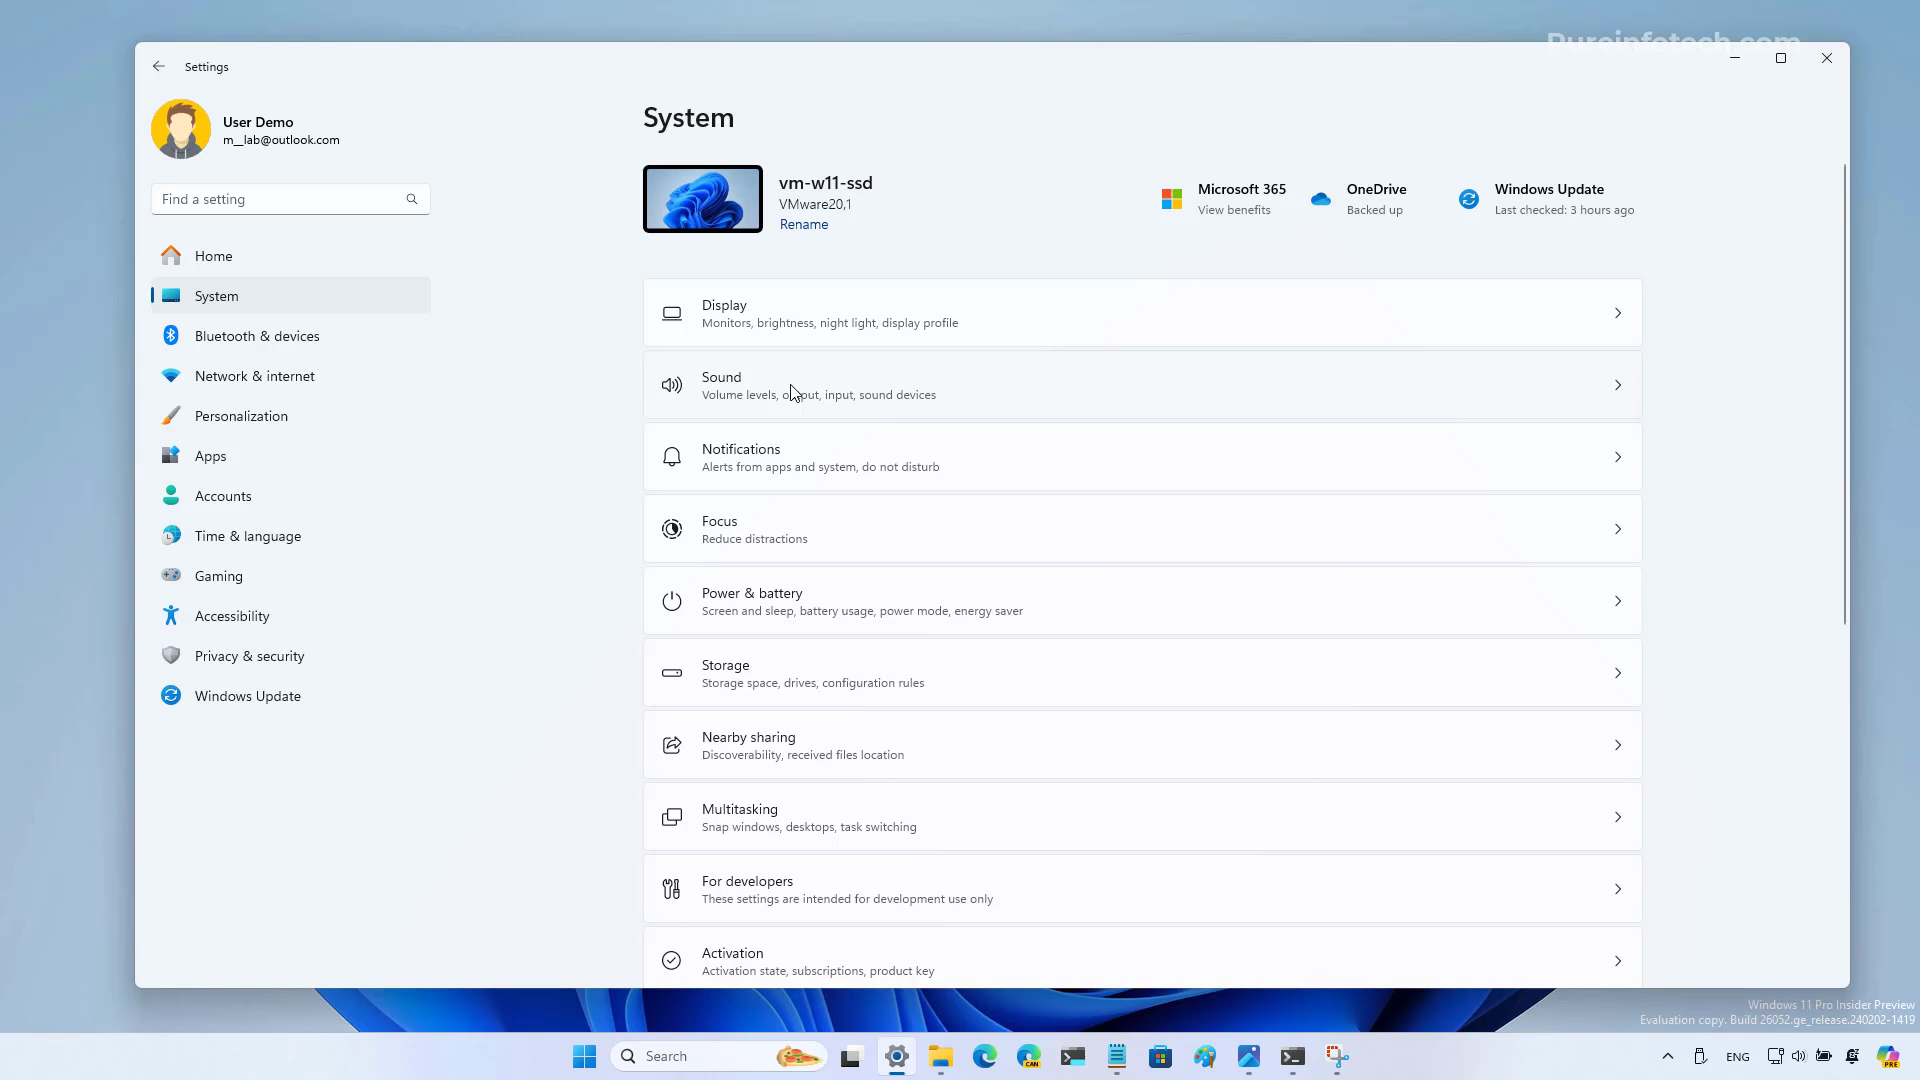 Pureinfotech.com
Settings
User Demo
m__lab@outlook.com
Find a setting
Home
System
Bluetooth & devices
Network & internet
Personalization
Apps
Accounts
Time & language
Gaming
Accessibility
Privacy & security
Windows Update
System
vm-w11-ssd
VMware20,1
Rename
Microsoft 365
View benefits
OneDrive
Backed up
Windows Update
Last checked: 3 hours ago
Display
Monitors, brightness, night light, display profile
Sound
Volume levels, output, input, sound devices
Notifications
Alerts from apps and system, do not disturb
Focus
Reduce distractions
Power & battery
Screen and sleep, battery usage, power mode, energy saver
Storage
Storage space, drives, configuration rules
Nearby sharing
Discoverability, received files location
Multitasking
Snap windows, desktops, task switching
For developers
These settings are intended for development use only
Activation
Activation state, subscriptions, product key
Windows 11 Pro Insider Preview
Evaluation copy. Build 26052.ge_release.240202-1419
Search
CAN
ENG
PRE